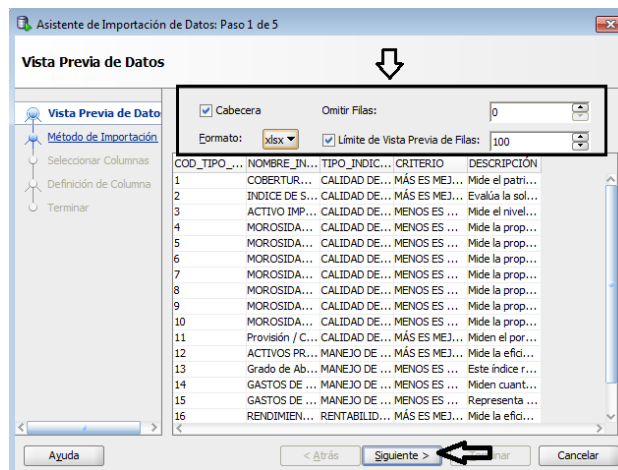 Asistente de Importación de Datos: Paso 1 de 5
Vista Previa de Datos
Vista Previa de Dato
Método de Importación
Seleccionar Columnas
Definición de Columna
Terminar
Cabecera Omitir Filas: 0
Formato: xlsx Límite de Vista Previa de Filas: 100
COD_TIPO_... NOMBRE_IN... TIPO_INDIC... CRITERIO DESCRIPCIÓN
1 COBERTUR... CALIDAD DE... MÁS ES MEJ... Mide el patri...
2 INDICE DE S... CALIDAD DE... MÁS ES MEJ... Evalúa la sol...
3 ACTIVO IMP... CALIDAD DE... MENOS ES ... Mide el nivel...
4 MOROSIDA... CALIDAD DE... MENOS ES ... Mide la prop...
5 MOROSIDA... CALIDAD DE... MENOS ES ... Mide la prop...
6 MOROSIDA... CALIDAD DE... MENOS ES ... Mide la prop...
7 MOROSIDA... CALIDAD DE... MENOS ES ... Mide la prop...
8 MOROSIDA... CALIDAD DE... MENOS ES ... Mide la prop...
9 MOROSIDA... CALIDAD DE... MENOS ES ... Mide la prop...
10 MOROSIDA... CALIDAD DE... MENOS ES ... Mide la prop...
11 Provisión / C... CALIDAD DE... MÁS ES MEJ... Miden el por...
12 ACTIVOS PR... MANEJO DE ... MÁS ES MEJ... Mide la efici...
13 Grado de Ab... MANEJO DE ... MENOS ES ... Este índice r...
14 GASTOS DE ... MANEJO DE ... MENOS ES ... Miden cuant...
15 GASTOS DE ... MANEJO DE ... MENOS ES ... Representa ...
16 RENDIMIEN... RENTABILID... MÁS ES MEJ... Mide la efici...
Ayuda < Atrás Siguiente > Cancelar